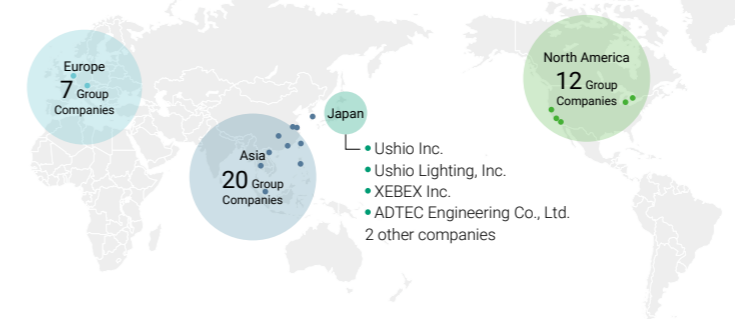 Europe
7 Group
Companies
Asia
20 Group
Companies
Japan
• Ushio Inc.
• Ushio Lighting, Inc.
• XEBEX Inc.
• ADTEC Engineering Co., Ltd.
2 other companies
North America
12 Group
Companies